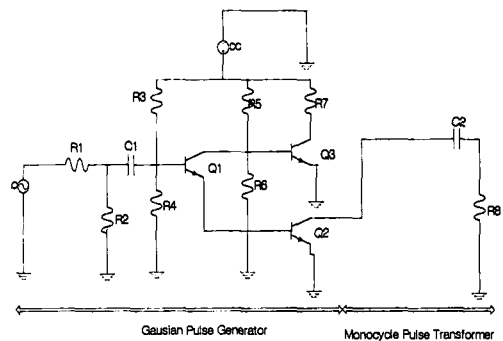 DC
R3
R5
R7
R1
C1
Q1
Q3
C2
R2
R4
R6
Q2
R8
Gausian Pulse Generator
Monocycle Pulse Transformer